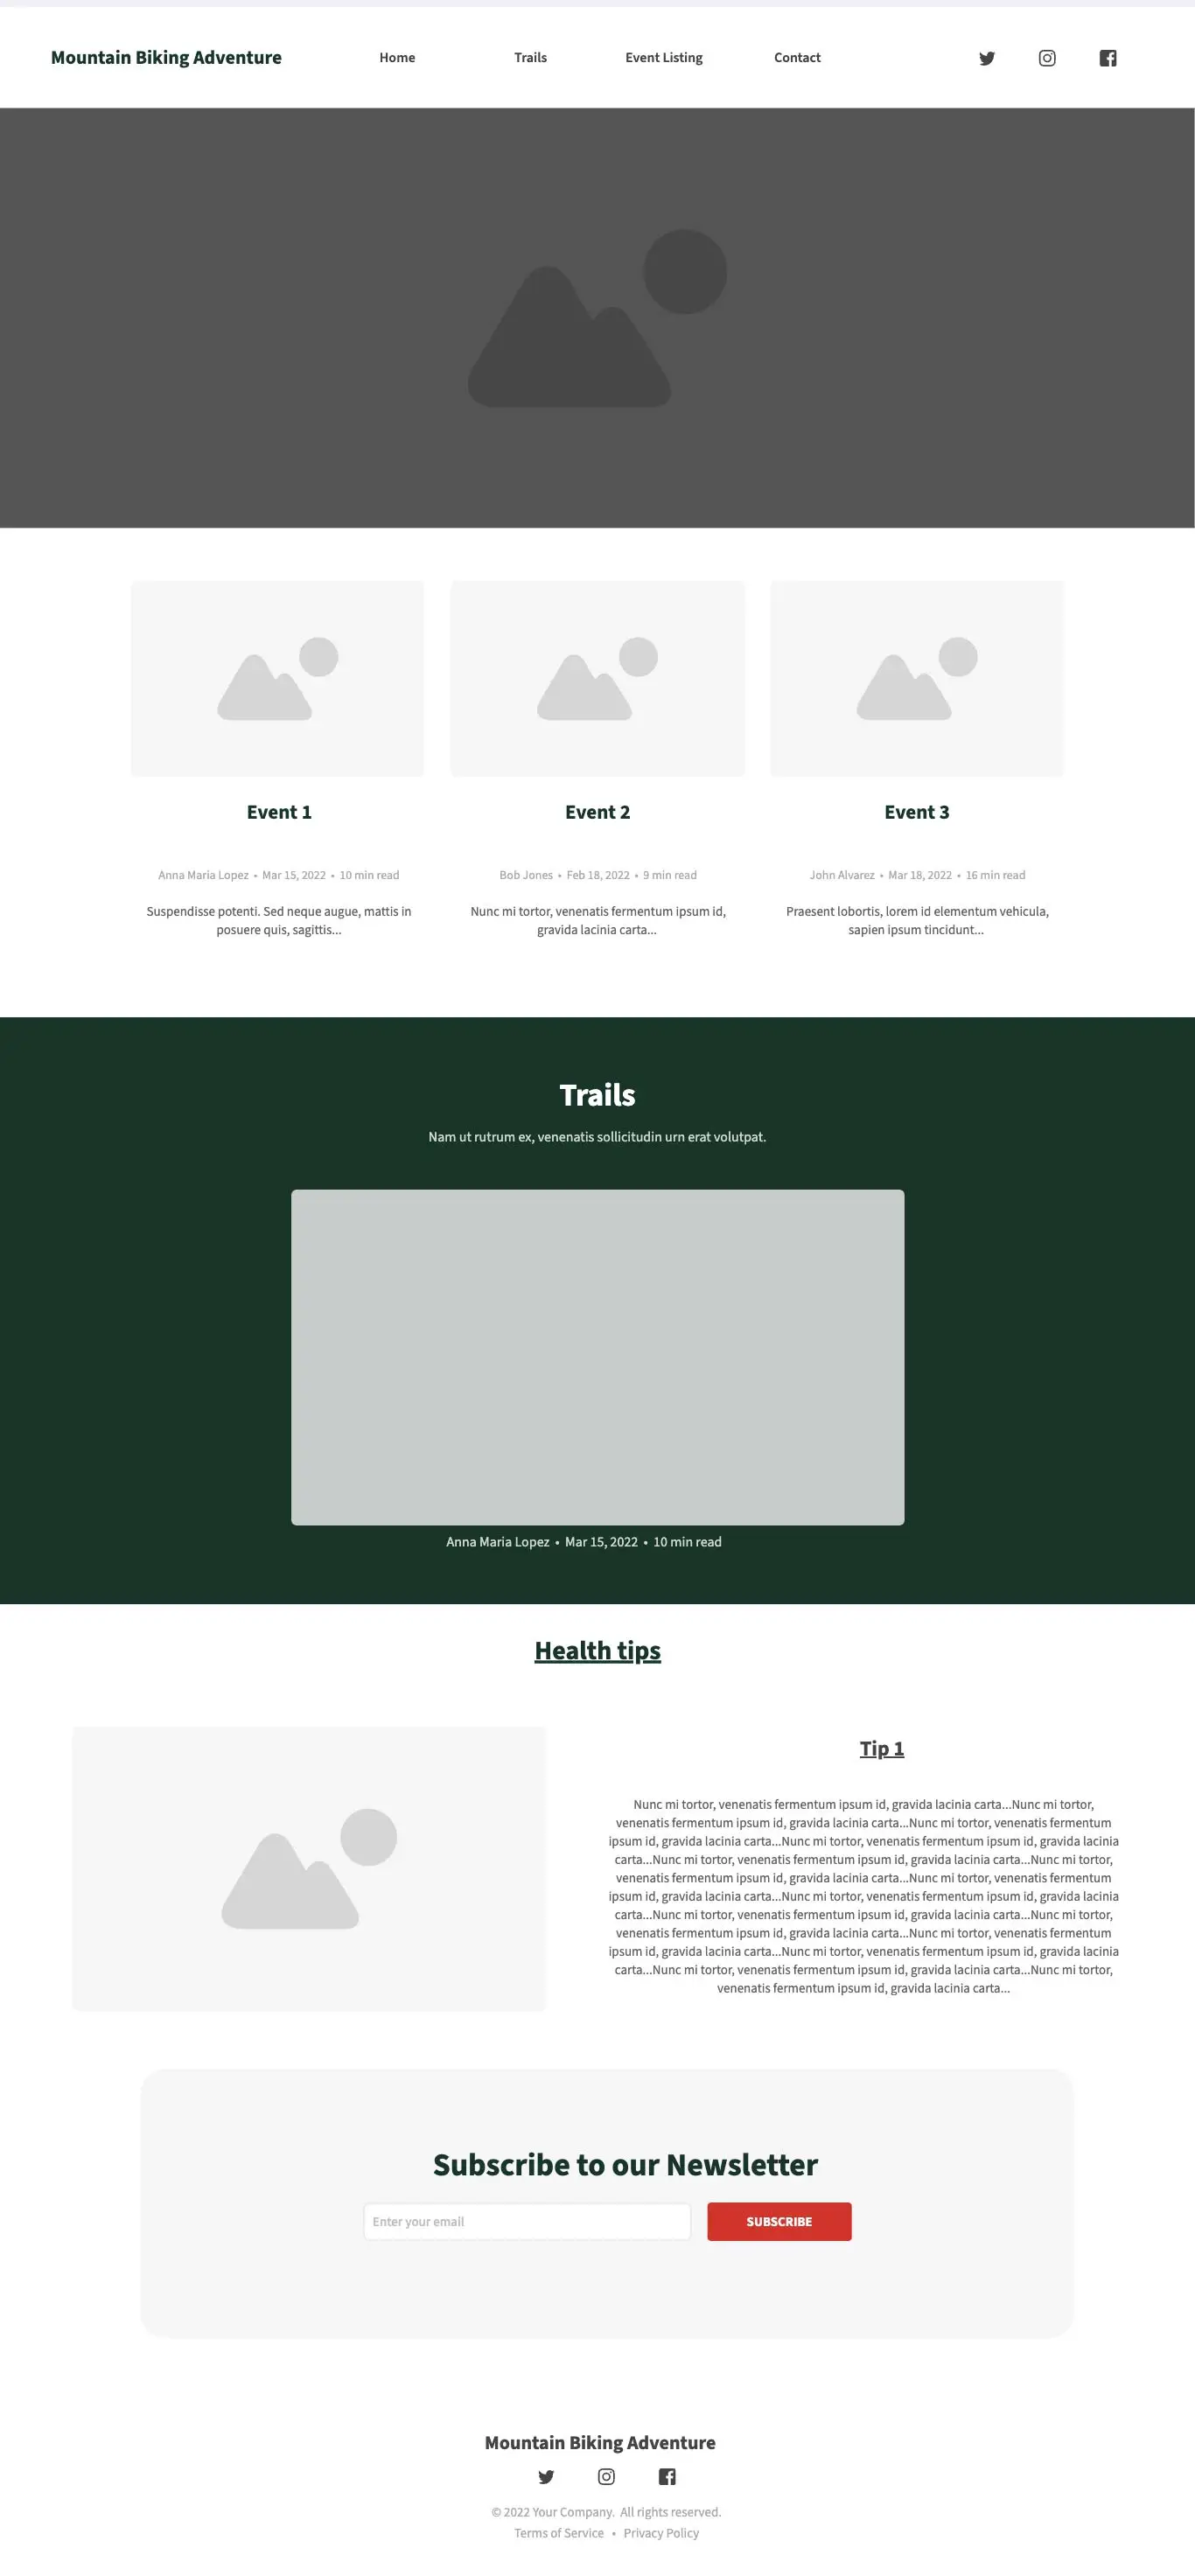 Mountain Biking Adventure
Home
Trails
Event Listing
Contact
Event 1
Anna Maria Lopez • Mar 15, 2022 • 10 min read
Suspendisse potenti. Sed neque augue, mattis in
posuere quis, sagittis...
Event 2
Bob Jones • Feb 18, 2022 • 9 min read
Nunc mi tortor, venenatis fermentum ipsum id,
gravida lacinia carta...
Event 3
John Alvarez • Mar 18, 2022 • 16 min read
Praesent lobortis, lorem id elementum vehicula,
sapien ipsum tincidunt...
Trails
Nam ut rutrum ex, venenatis sollicitudin urn erat volutpat.
Anna Maria Lopez • Mar 15, 2022 • 10 min read
Health tips
Tip 1
Nunc mi tortor, venenatis fermentum ipsum id, gravida lacinia carta...Nunc mi tortor,
venenatis fermentum ipsum id, gravida lacinia carta...Nunc mi tortor, venenatis fermentum
ipsum id, gravida lacinia carta...Nunc mi tortor, venenatis fermentum ipsum id, gravida lacinia
carta...Nunc mi tortor, venenatis fermentum ipsum id, gravida lacinia carta...Nunc mi tortor,
venenatis fermentum ipsum id, gravida lacinia carta...Nunc mi tortor, venenatis fermentum
ipsum id, gravida lacinia carta...Nunc mi tortor, venenatis fermentum ipsum id, gravida lacinia
carta...Nunc mi tortor, venenatis fermentum ipsum id, gravida lacinia carta...Nunc mi tortor,
venenatis fermentum ipsum id, gravida lacinia carta...Nunc mi tortor, venenatis fermentum
ipsum id, gravida lacinia carta...Nunc mi tortor, venenatis fermentum ipsum id, gravida lacinia
carta...Nunc mi tortor, venenatis fermentum ipsum id, gravida lacinia carta...Nunc mi tortor,
venenatis fermentum ipsum id, gravida lacinia carta...
Subscribe to our Newsletter
Enter your email
SUBSCRIBE
Mountain Biking Adventure
© 2022 Your Company. All rights reserved.
Terms of Service • Privacy Policy